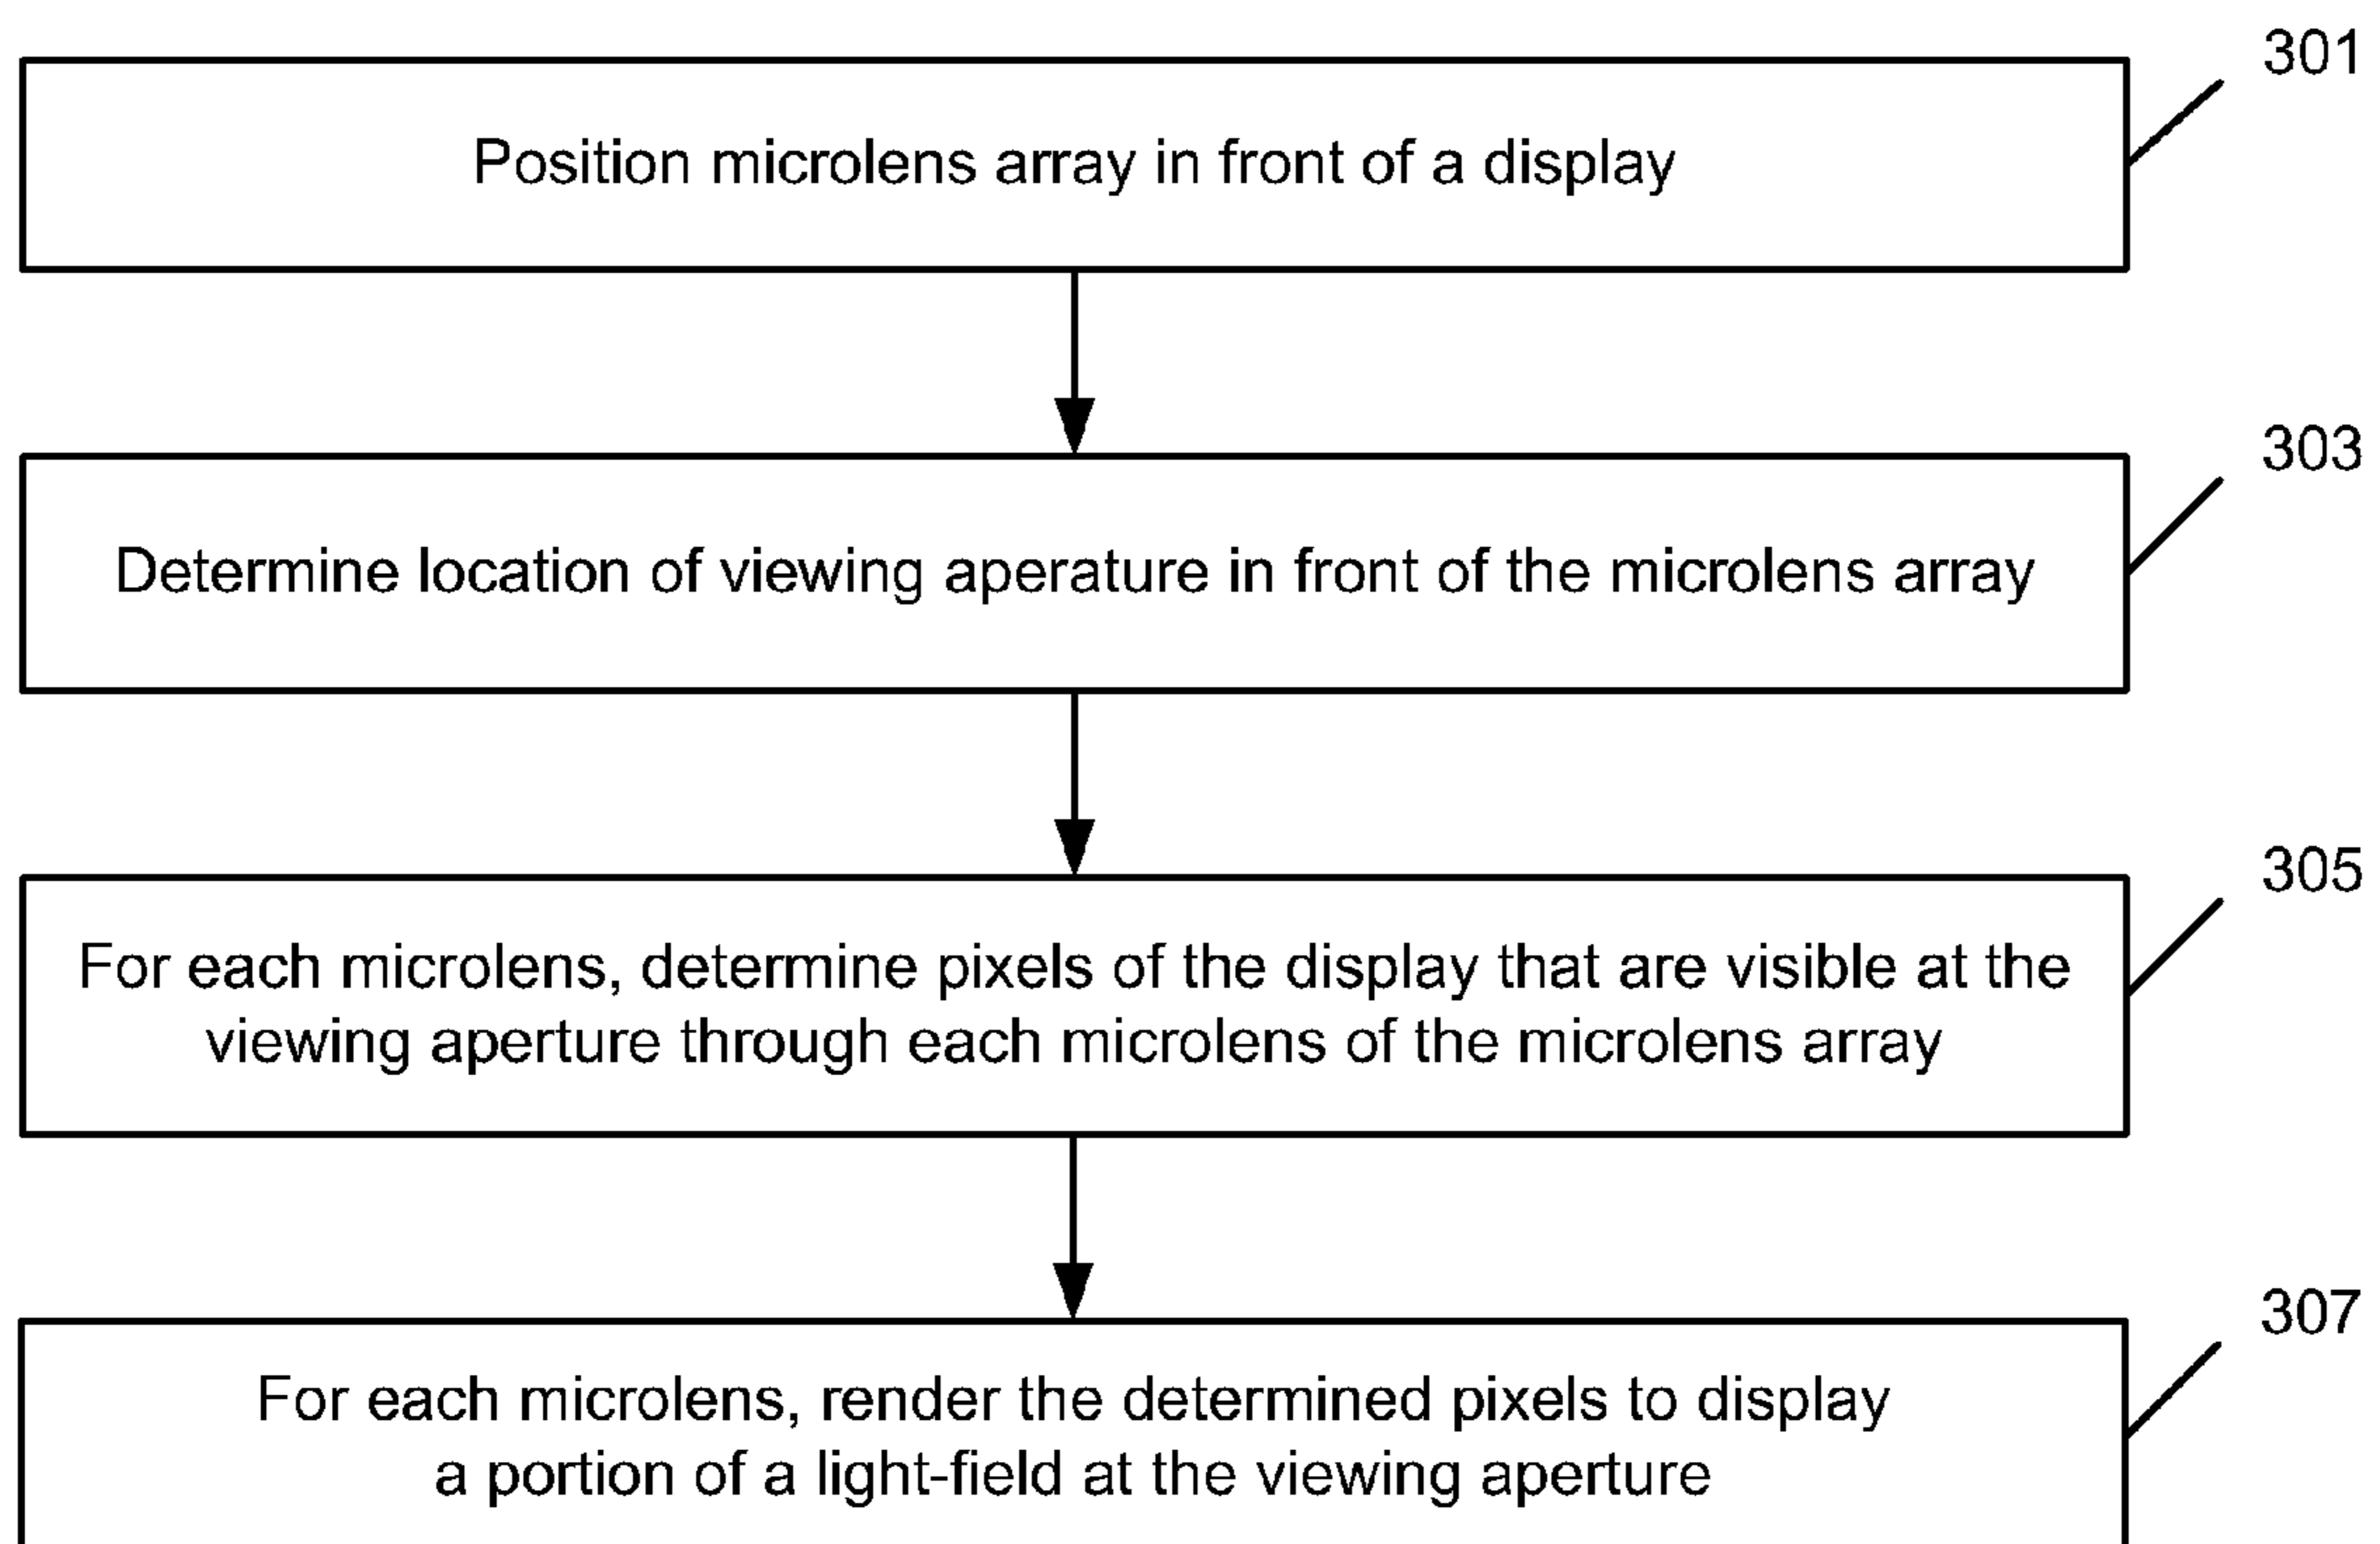 301
Position microlens array in front of a display
303
Determine location of viewing aperature in front of the microlens array
305
For each microlens, determine pixels of the display that are visible at the
viewing aperture through each microlens of the microlens array
307
For each microlens, render the determined pixels to display
a portion of a light-field at the viewing aperture